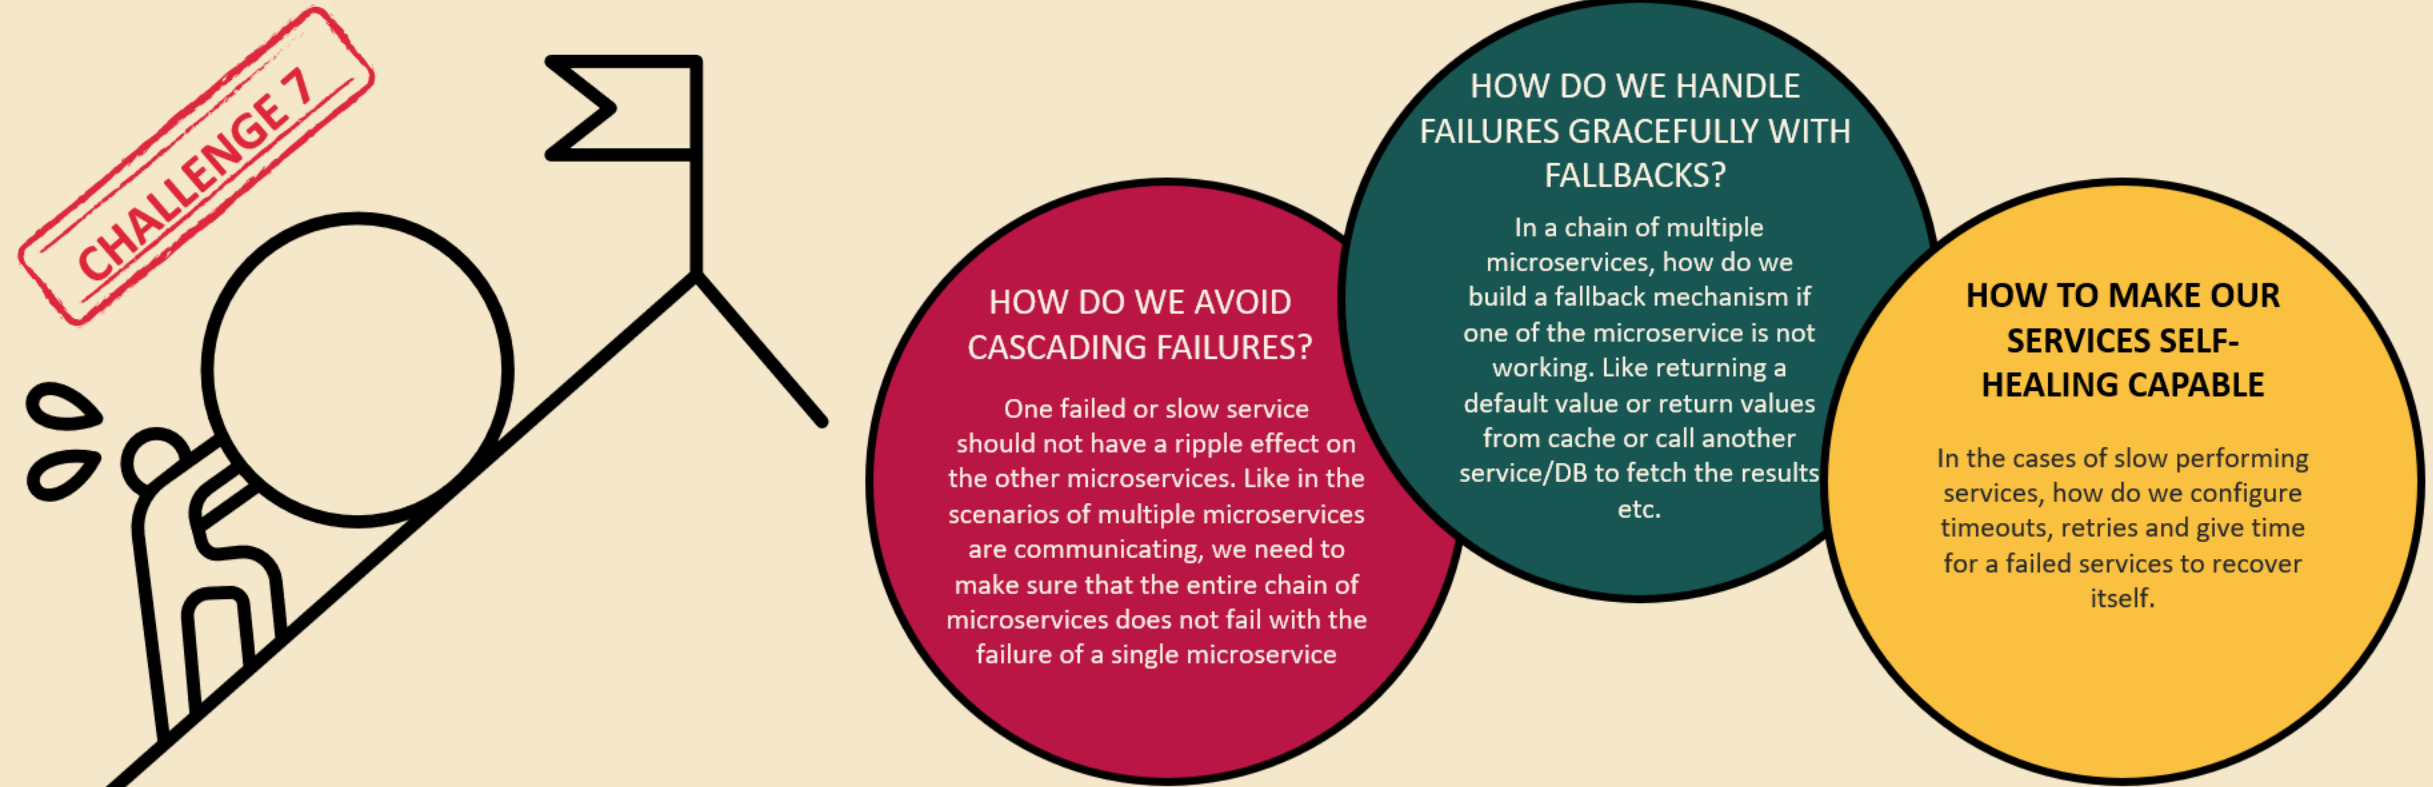 CHALLENGE 7
HOW DO WE AVOID
CASCADING FAILURES?
One failed or slow service
should not have a ripple effect on
the other microservices. Like in the
scenarios of multiple microservices
are communicating, we need to
make sure that the entire chain of
microservices does not fail with the
failure of a single microservice
HOW DO WE HANDLE
FAILURES GRACEFULLY WITH
FALLBACKS?
In a chain of multiple
microservices, how do we
build a fallback mechanism if
one of the microservice is not
working. Like returning a
default value or return values
from cache or call another
service/DB to fetch the results
etc.
HOW TO MAKE OUR
SERVICES SELF-
HEALING CAPABLE
In the cases of slow performing
services, how do we configure
timeouts, retries and give time
for a failed services to recover
itself.